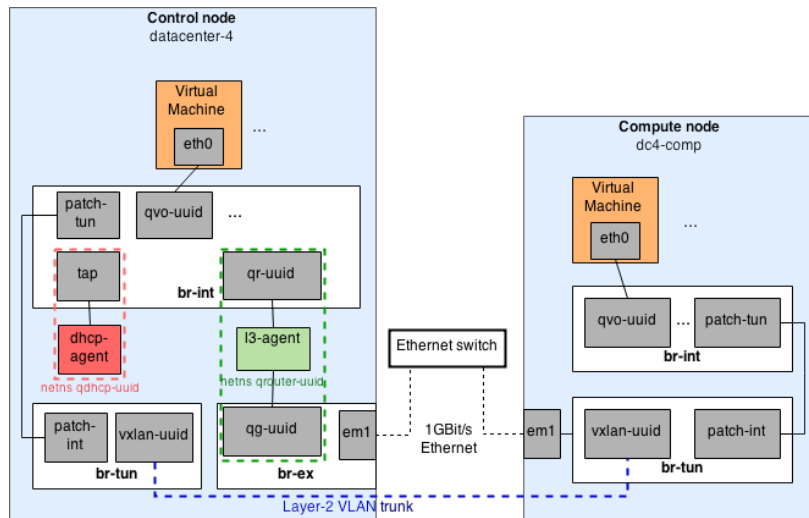 Control node
datacenter-4
Virtual
Machine
...
eth0
patch-
tun
qvo-uuid
...
tap
qr-uuid
br-int
dhcp-
agent
l3-agent
netns qdhcp-uuid
netns qrouter-uuid
patch-
int
vxlan-uuid
br-tun
qg-uuid
em1
br-ex
Ethernet switch
1GBit/s
Ethernet
Layer-2 VLAN trunk
Compute node
dc4-comp
Virtual
Machine
...
eth0
qvo-uuid
...
patch-tun
br-int
em1
vxlan-uuid
patch-int
br-tun